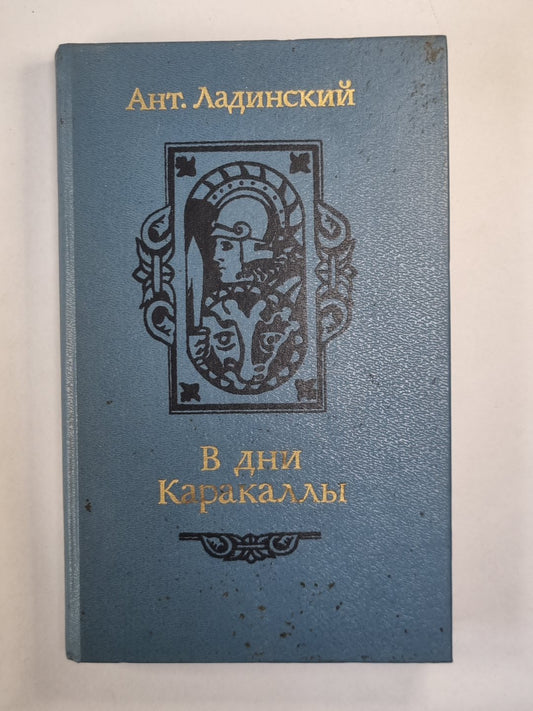 Ант. Ладинский
В дни
Каракаллы